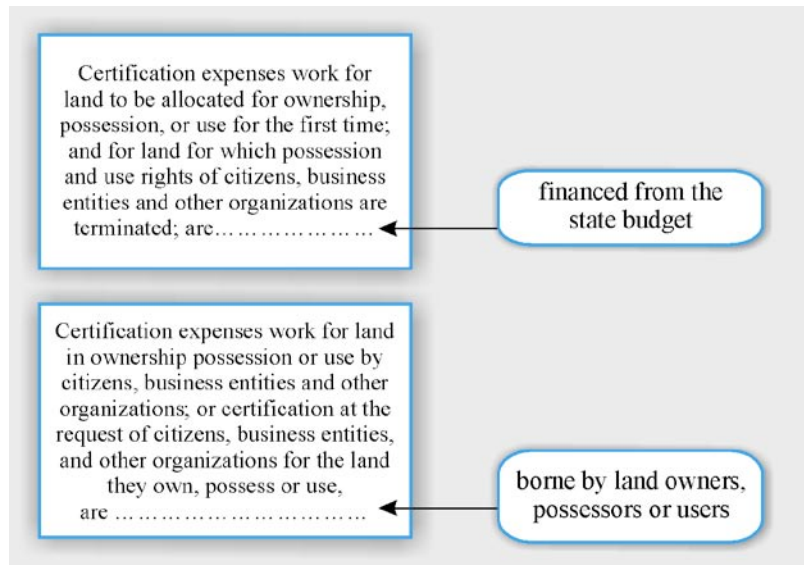 Certification expenses work for
land to be allocated for ownership,
possession, or use for the first time;
and for land for which possession
and use rights of citizens, business
entities and other organizations are
terminated; are… … … … … … …
financed from the
state budget
Certification expenses work for land
in ownership possession or use by
citizens, business entities and other
organizations; or certification at the
request of citizens, business entities,
and other organizations for the land
they own, possess or use,
are … … … … … … … … …
borne by land owners,
possessors or users